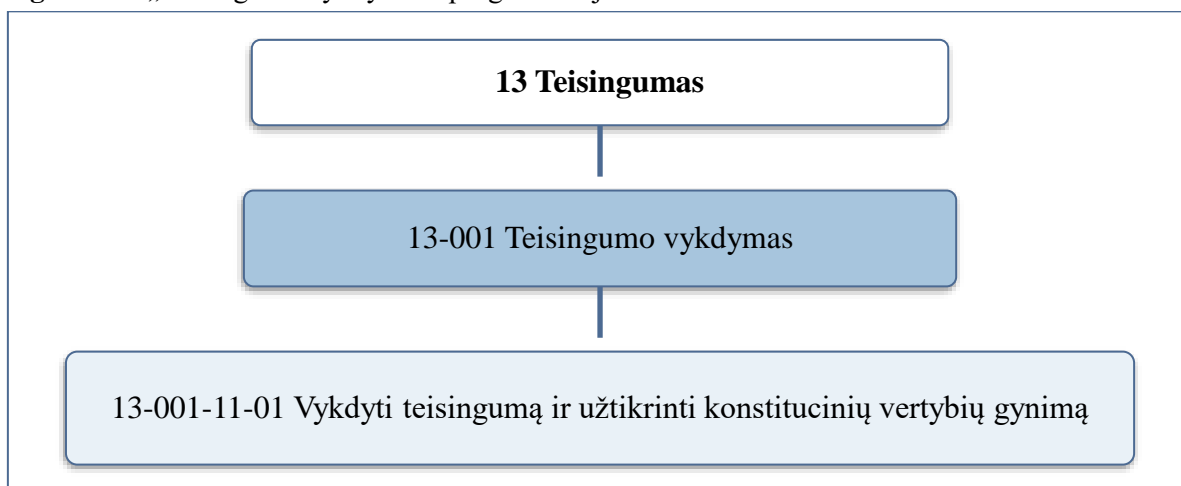 13 Teisingumas
13-001 Teisingumo vykdymas
13-001-11-01 Vykdyti teisingumą ir užtikrinti konstitucinių vertybių gynimą